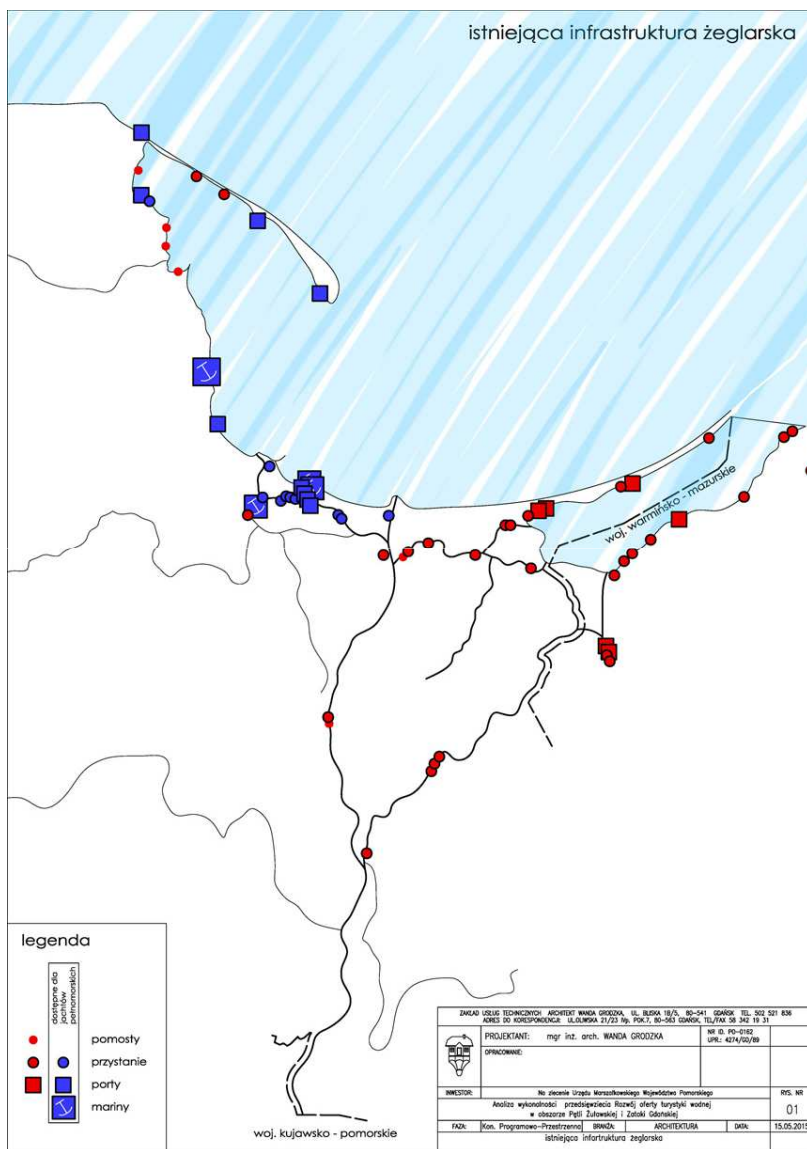 istniejąca infrastruktura żeglarska
woj. warmińsko - mazurskie
legenda
dostępne dla
jachtów
pełnomorskich
pomosty
przystanie
porty
mariny
woj. kujawsko - pomorskie
ZAKŁAD USŁUG TECHNICZNYCH ARCHITEKT WANDA GRODZKA, UL. BLISKA 1B/5, 80-541 GDAŃSK TEL. 502 521 836
ADRES DO KORESPONDENCJI: UL.OLIWSKA 21/23 Np. POK.7, 80-563 GDAŃSK, TEL/FAX 58 342 19 31
PROJEKTANT: mgr inż. arch. WANDA GRODZKA
NR ID. PO-0162
UPR.: 4274/GD/89
OPRACOWANIE:
INWESTOR: Na zlecenie Urzędu Marszałkowskiego Województwa Pomorskiego
RYS. NR
Analiza wykonalności przedsięwzięcia Rozwój oferty turystyki wodnej
w obszarze Pętli Żuławskiej i Zatoki Gdańskiej
01
FAZA: Kon. Programowo-Przestrzenna BRANŻA: ARCHITEKTURA DATA: 15.05.2015
istniejąca infartruktura żeglarska